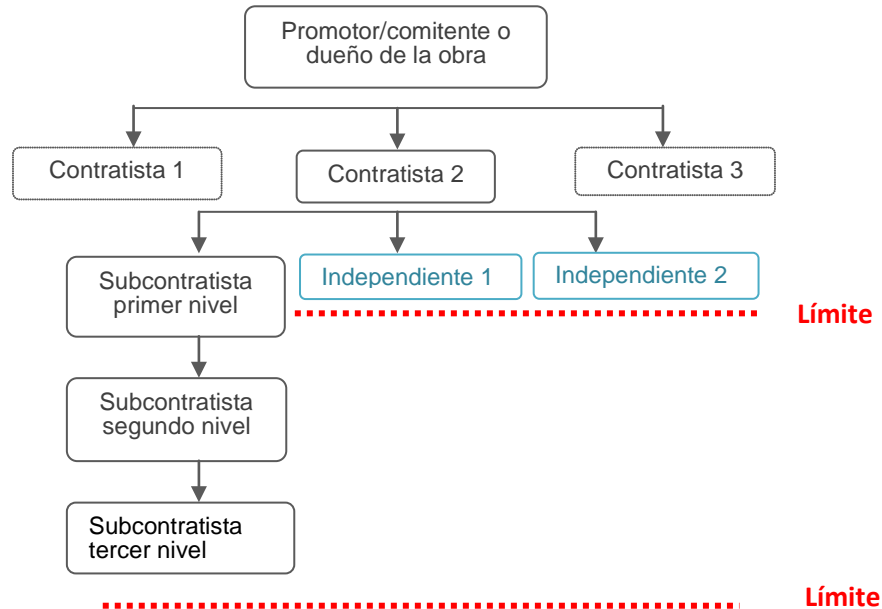 Promotor/comitente o
dueño de la obra
Contratista 1
Contratista 2
Contratista 3
Subcontratista
primer nivel
Independiente 1
Independiente 2
Límite
Subcontratista
segundo nivel
Subcontratista
tercer nivel
Límite